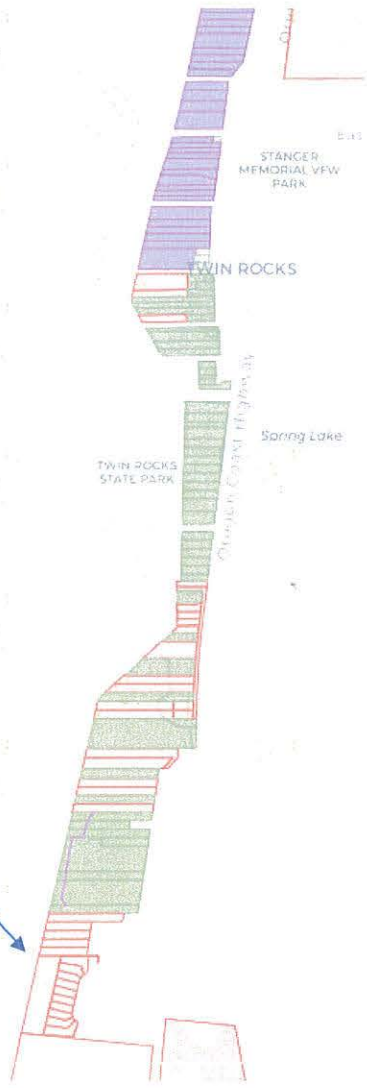 STANGER
MEMORIAL VFW
PARK
TWIN ROCKS
Oregon Coast Highway
Spring Lake
TWIN ROCKS
STATE PARK